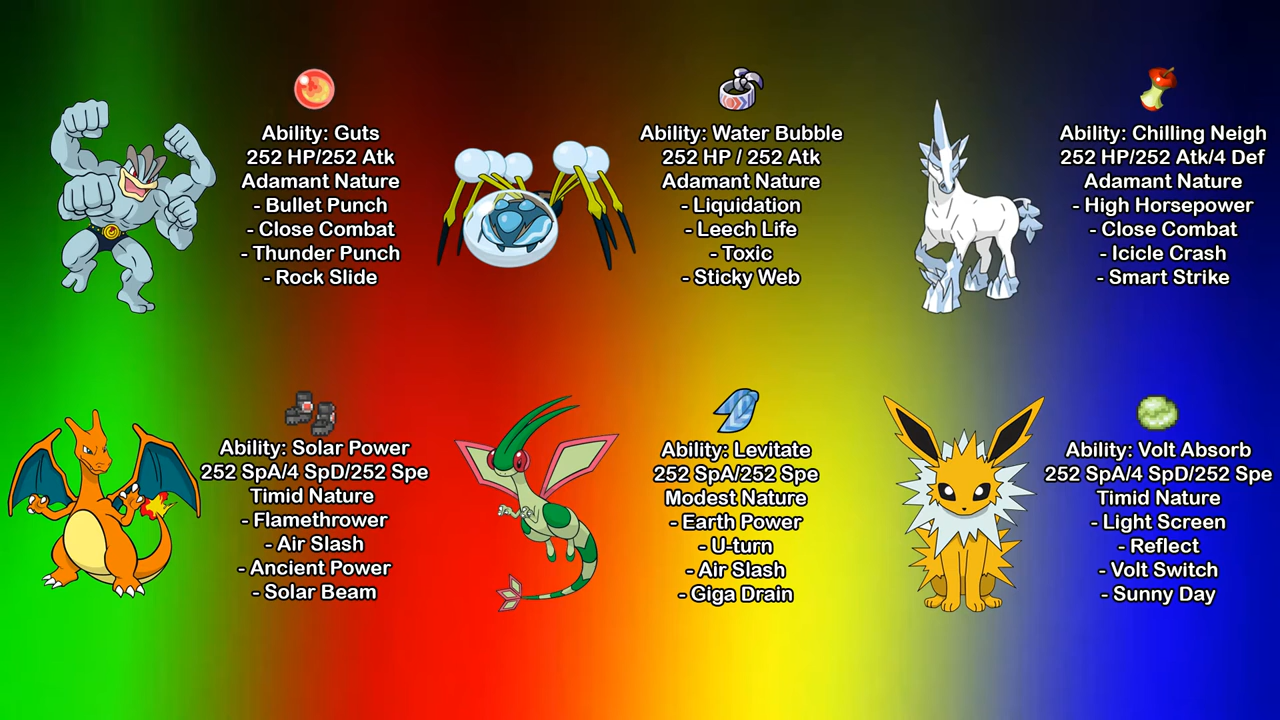 Ability: Guts
252 HP/252 Atk
Adamant Nature
- Bullet Punch
- Close Combat
- Thunder Punch
- Rock Slide
Ability: Water Bubble
252 HP / 252 Atk
Adamant Nature
- Liquidation
- Leech Life
- Toxic
- Sticky Web
Ability: Chilling Neigh
252 HP/252 Atk/4 Def
Adamant Nature
- High Horsepower
- Close Combat
- Icicle Crash
- Smart Strike
Ability: Solar Power
252 SpA/4 SpD/252 Spe
Timid Nature
- Flamethrower
- Air Slash
- Ancient Power
- Solar Beam
Ability: Levitate
252 SpA/252 Spe
Modest Nature
- Earth Power
- U-turn
- Air Slash
- Giga Drain
Ability: Volt Absorb
252 SpA/4 SpD/252 Spe
Timid Nature
- Light Screen
- Reflect
- Volt Switch
- Sunny Day